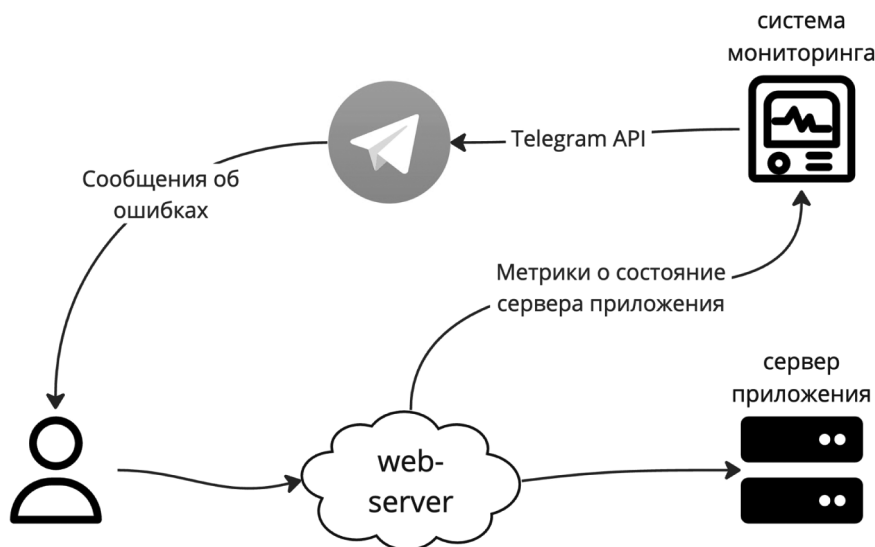 система
мониторинга
Telegram API
Сообщения об
ошибках
Метрики о состояние
сервера приложения
сервер
приложения
web-
server